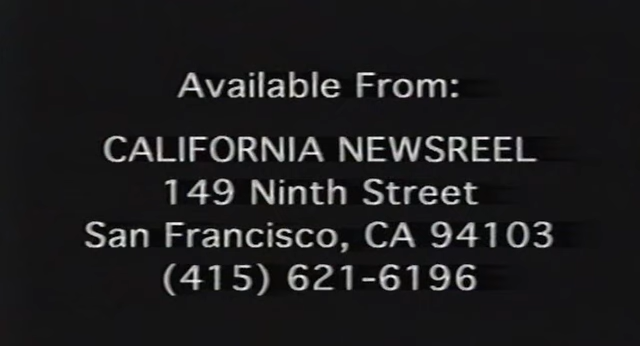 Available From:
CALIFORNIA NEWSREEL
149 Ninth Street
San Francisco, CA 94103
(415) 621-6196